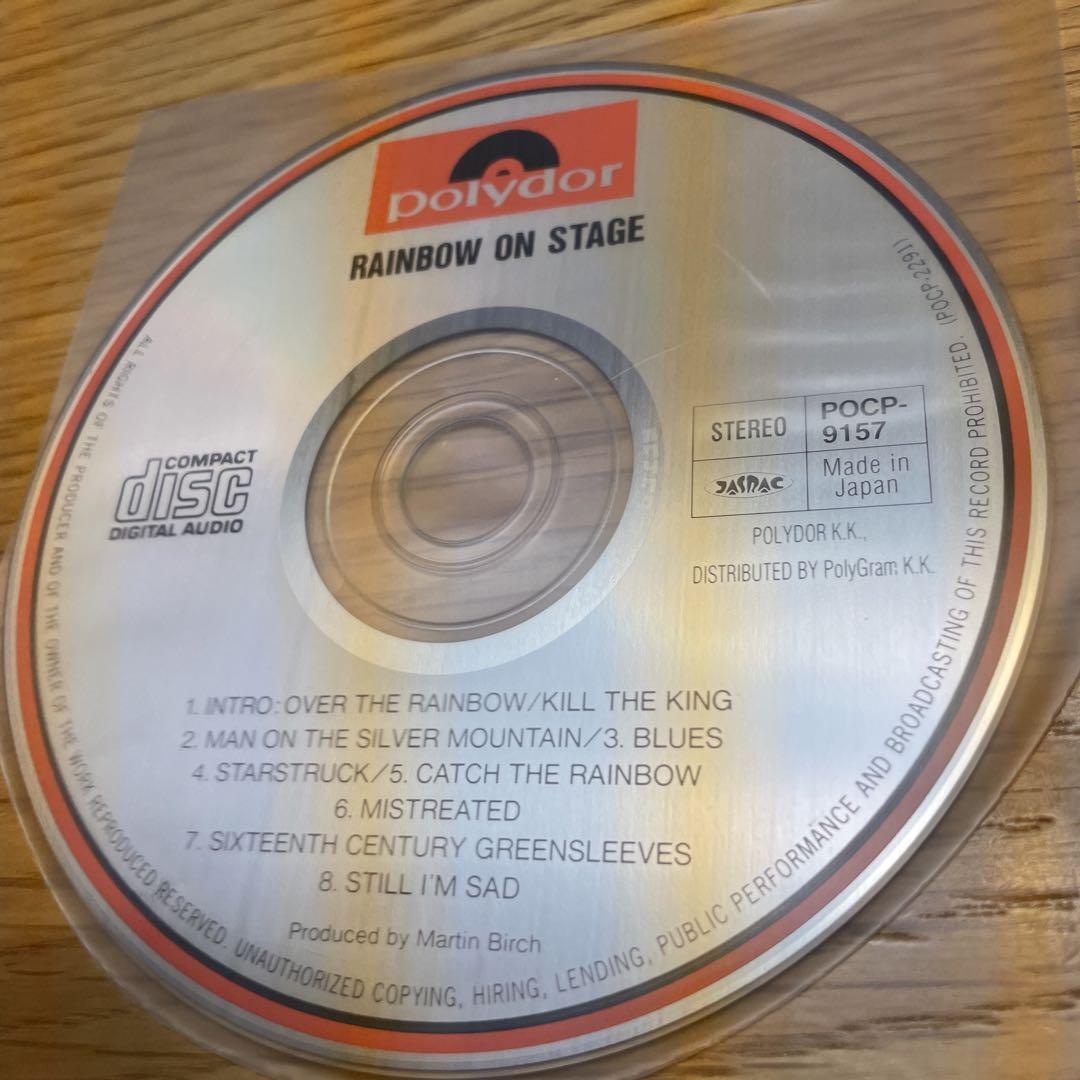 polydor
RAINBOW ON STAGE
COMPACT
disc
DIGITAL AUDIO
STEREO
POCP-
9157
JASRAC
Made in
Japan
POLYDOR K.K.,
DISTRIBUTED BY PolyGram K.K.
1. INTRO: OVER THE RAINBOW/KILL THE KING
2. MAN ON THE SILVER MOUNTAIN/3. BLUES
4. STARSTRUCK/5. CATCH THE RAINBOW
6. MISTREATED
7. SIXTEENTH CENTURY GREENSLEEVES
8. STILL I'M SAD
Produced by Martin Birch
ALL RIGHTS OF THE PRODUCER AND OF THE OWNER OF THE WORK REPRODUCED RESERVED. UNAUTHORIZED COPYING, HIRING, LENDING, PUBLIC PERFORMANCE AND BROADCASTING OF THIS RECORD PROHIBITED. (POCP-2291)